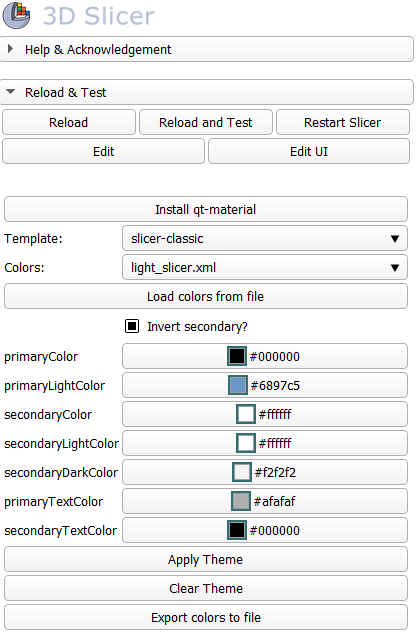 3D Slicer
Help & Acknowledgement
Reload & Test
Reload Reload and Test Restart Slicer
Edit Edit UI
Install qt-material
Template: slicer-classic
Colors: light_slicer.xml
Load colors from file
Invert secondary?
primaryColor #000000
primaryLightColor #6897c5
secondaryColor #ffffff
secondaryLightColor #ffffff
secondaryDarkColor #f2f2f2
primaryTextColor #afafaf
secondaryTextColor #000000
Apply Theme
Clear Theme
Export colors to file